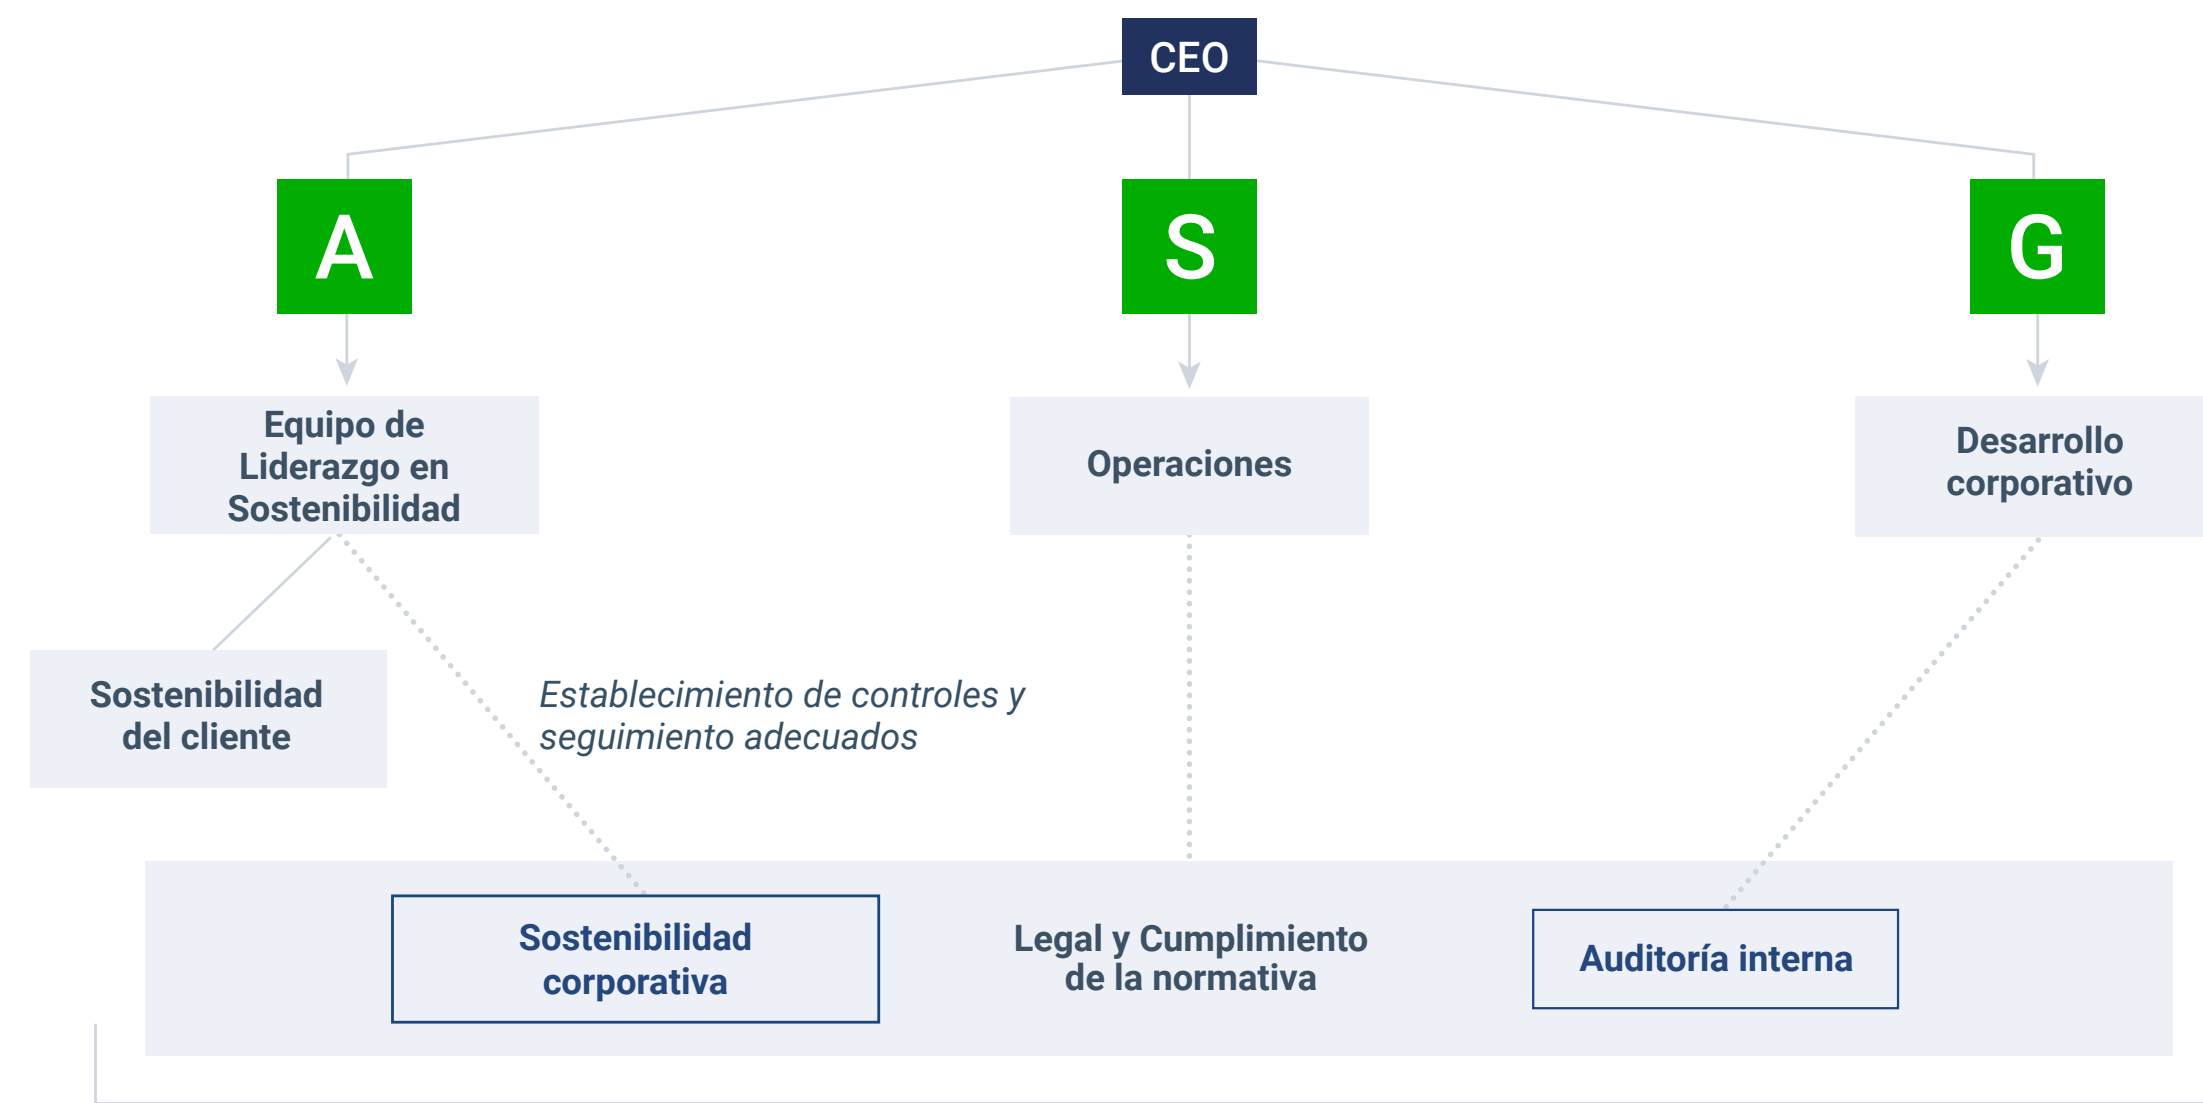 CEO
A
S
G
Equipo de
Liderazgo en
Sostenibilidad
Operaciones
Desarrollo
corporativo
Sostenibilidad
del cliente
Establecimiento de controles y
seguimiento adecuados
Sostenibilidad
corporativa
Legal y Cumplimiento
de la normativa
Auditoría interna